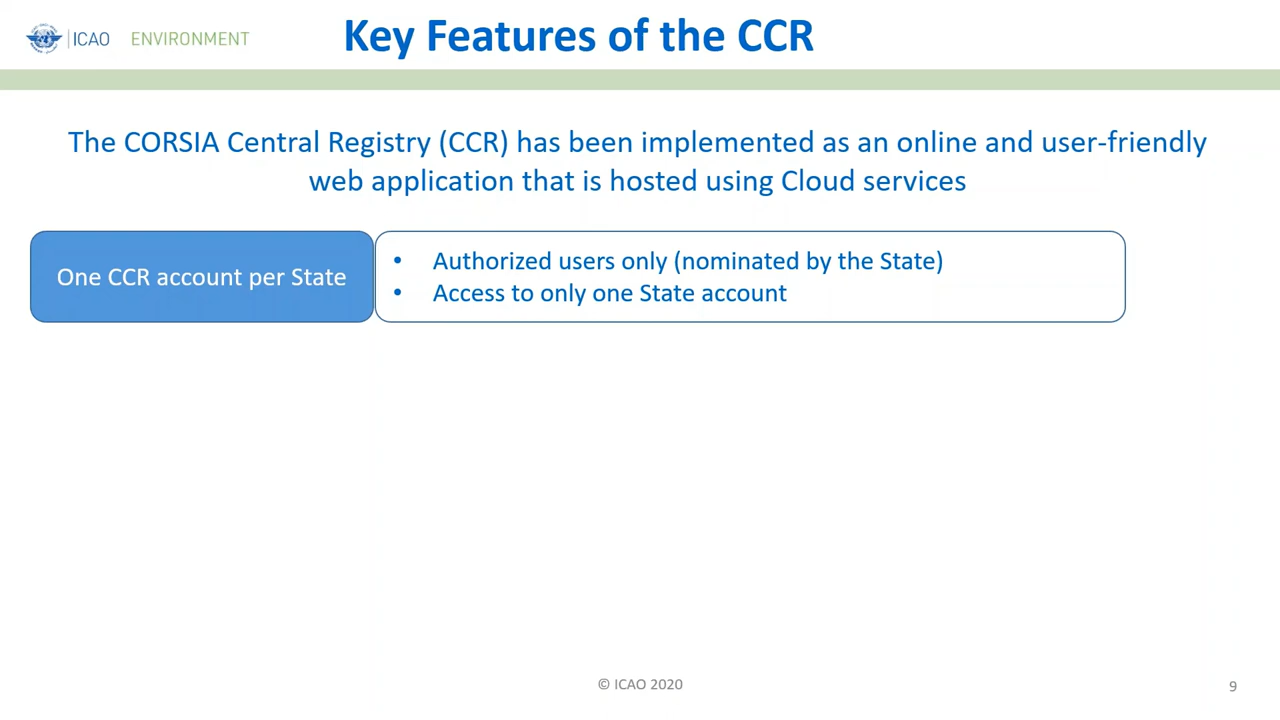 ICAO ENVIRONMENT
Key Features of the CCR
The CORSIA Central Registry (CCR) has been implemented as an online and user-friendly
web application that is hosted using Cloud services
One CCR account per State
• Authorized users only (nominated by the State)
• Access to only one State account
© ICAO 2020
9